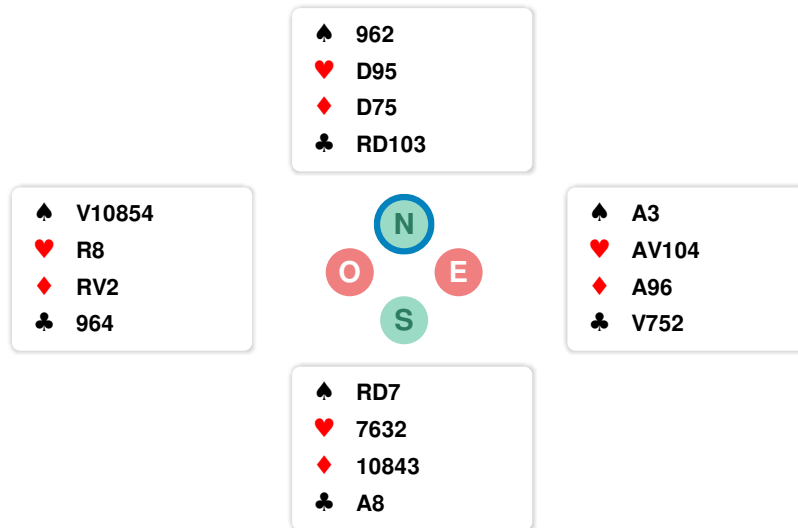 ♠ 962
♥ D95
♦ D75
♣ RD103
♠ V10854
♥ R8
♦ RV2
♣ 964
N
O E
S
♠ A3
♥ AV104
♦ A96
♣ V752
♠ RD7
♥ 7632
♦ 10843
♣ A8